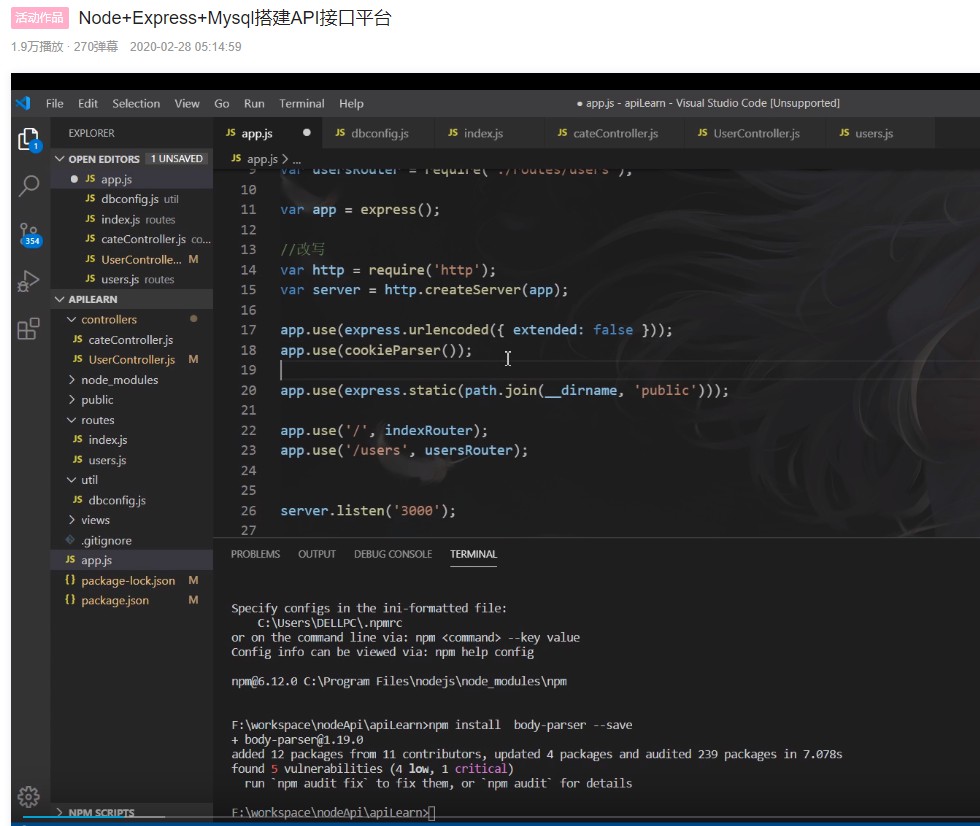 活动作品 Node+Express+Mysql搭建API接口平台
1.9万播放 · 270弹幕 2020-02-28 05:14:59
File Edit Selection View Go Run Terminal Help
● app.js - apiLearn - Visual Studio Code [Unsupported]
EXPLORER
OPEN EDITORS 1 UNSAVED
JS app.js
JS dbconfig.js util
JS index.js routes
JS cateController.js co...
JS UserControlle... M
JS users.js routes
APILEARN
controllers
JS cateController.js
JS UserController.js M
node_modules
public
routes
JS index.js
JS users.js
util
JS dbconfig.js
views
.gitignore
JS app.js
{} package-lock.json M
{} package.json M
NPM SCRIPTS
1
354
JS app.js ●
JS dbconfig.js
JS index.js
JS cateController.js
JS UserController.js
JS users.js
JS app.js > ...
9 var usersRouter = require('./routes/users');
10
11 var app = express();
12
13 //改写
14 var http = require('http');
15 var server = http.createServer(app);
16
17 app.use(express.urlencoded({ extended: false }));
18 app.use(cookieParser());
19
20 app.use(express.static(path.join(__dirname, 'public')));
21
22 app.use('/', indexRouter);
23 app.use('/users', usersRouter);
24
25
26 server.listen('3000');
27
PROBLEMS OUTPUT DEBUG CONSOLE TERMINAL
Specify configs in the ini-formatted file:
C:\Users\DELLPC\.npmrc
or on the command line via: npm <command> --key value
Config info can be viewed via: npm help config
npm@6.12.0 C:\Program Files\nodejs\node_modules\npm
F:\workspace\nodeApi\apiLearn>npm install body-parser --save
+ body-parser@1.19.0
added 12 packages from 11 contributors, updated 4 packages and audited 239 packages in 7.078s
found 5 vulnerabilities (4 low, 1 critical)
run `npm audit fix` to fix them, or `npm audit` for details
F:\workspace\nodeApi\apiLearn>